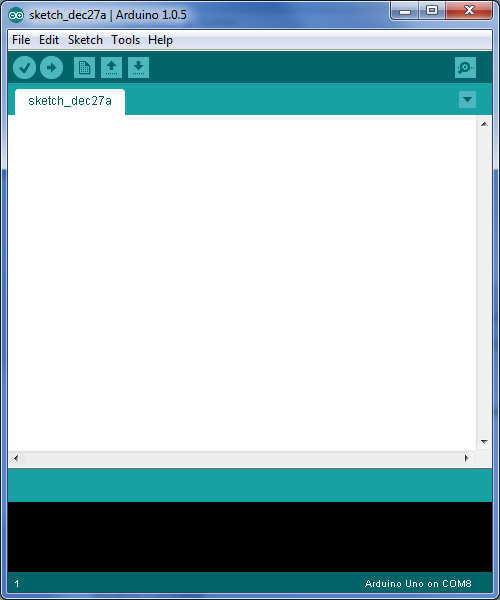 sketch_dec27a | Arduino 1.0.5
File Edit Sketch Tools Help
sketch_dec27a
1
Arduino Uno on COM8